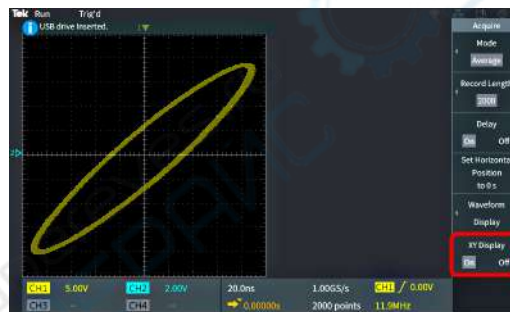 Tek Run Trig'd
USB drive Inserted.
Acquire
Mode
Average
Record Length
2000
Delay
On Off
Set Horizontal
Position
to 0 s
Waveform
Display
XY Display
On Off
CH1 5.00V CH2 2.00V 20.0ns 1.00GS/s CH1 / 0.00V
CH3 CH4 0.00000s 2000 points 11.9MHz